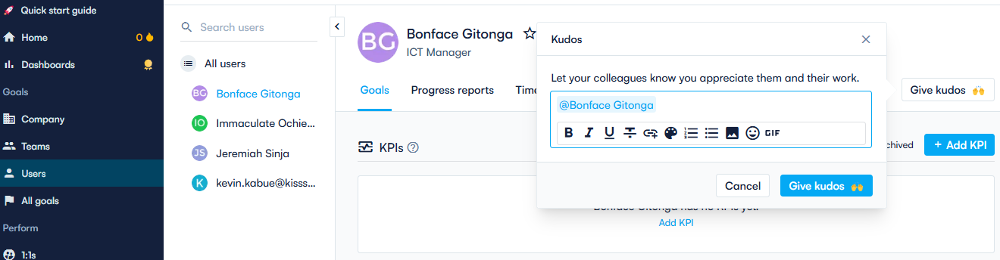 Quick start guide
Home
0
Dashboards
Goals
Company
Teams
Users
All goals
Perform
1:1s
Search users
All users
BG Bonface Gitonga
IO Immaculate Ochie...
JS Jeremiah Sinja
K kevin.kabue@kisss...
BG
Bonface Gitonga
ICT Manager
Goals Progress reports Time
KPIs
Kudos
Let your colleagues know you appreciate them and their work.
@Bonface Gitonga
B I U S GIF
Cancel
Give kudos
Give kudos
chived
+ Add KPI
Bonface Gitonga has no KPIs yet.
Add KPI